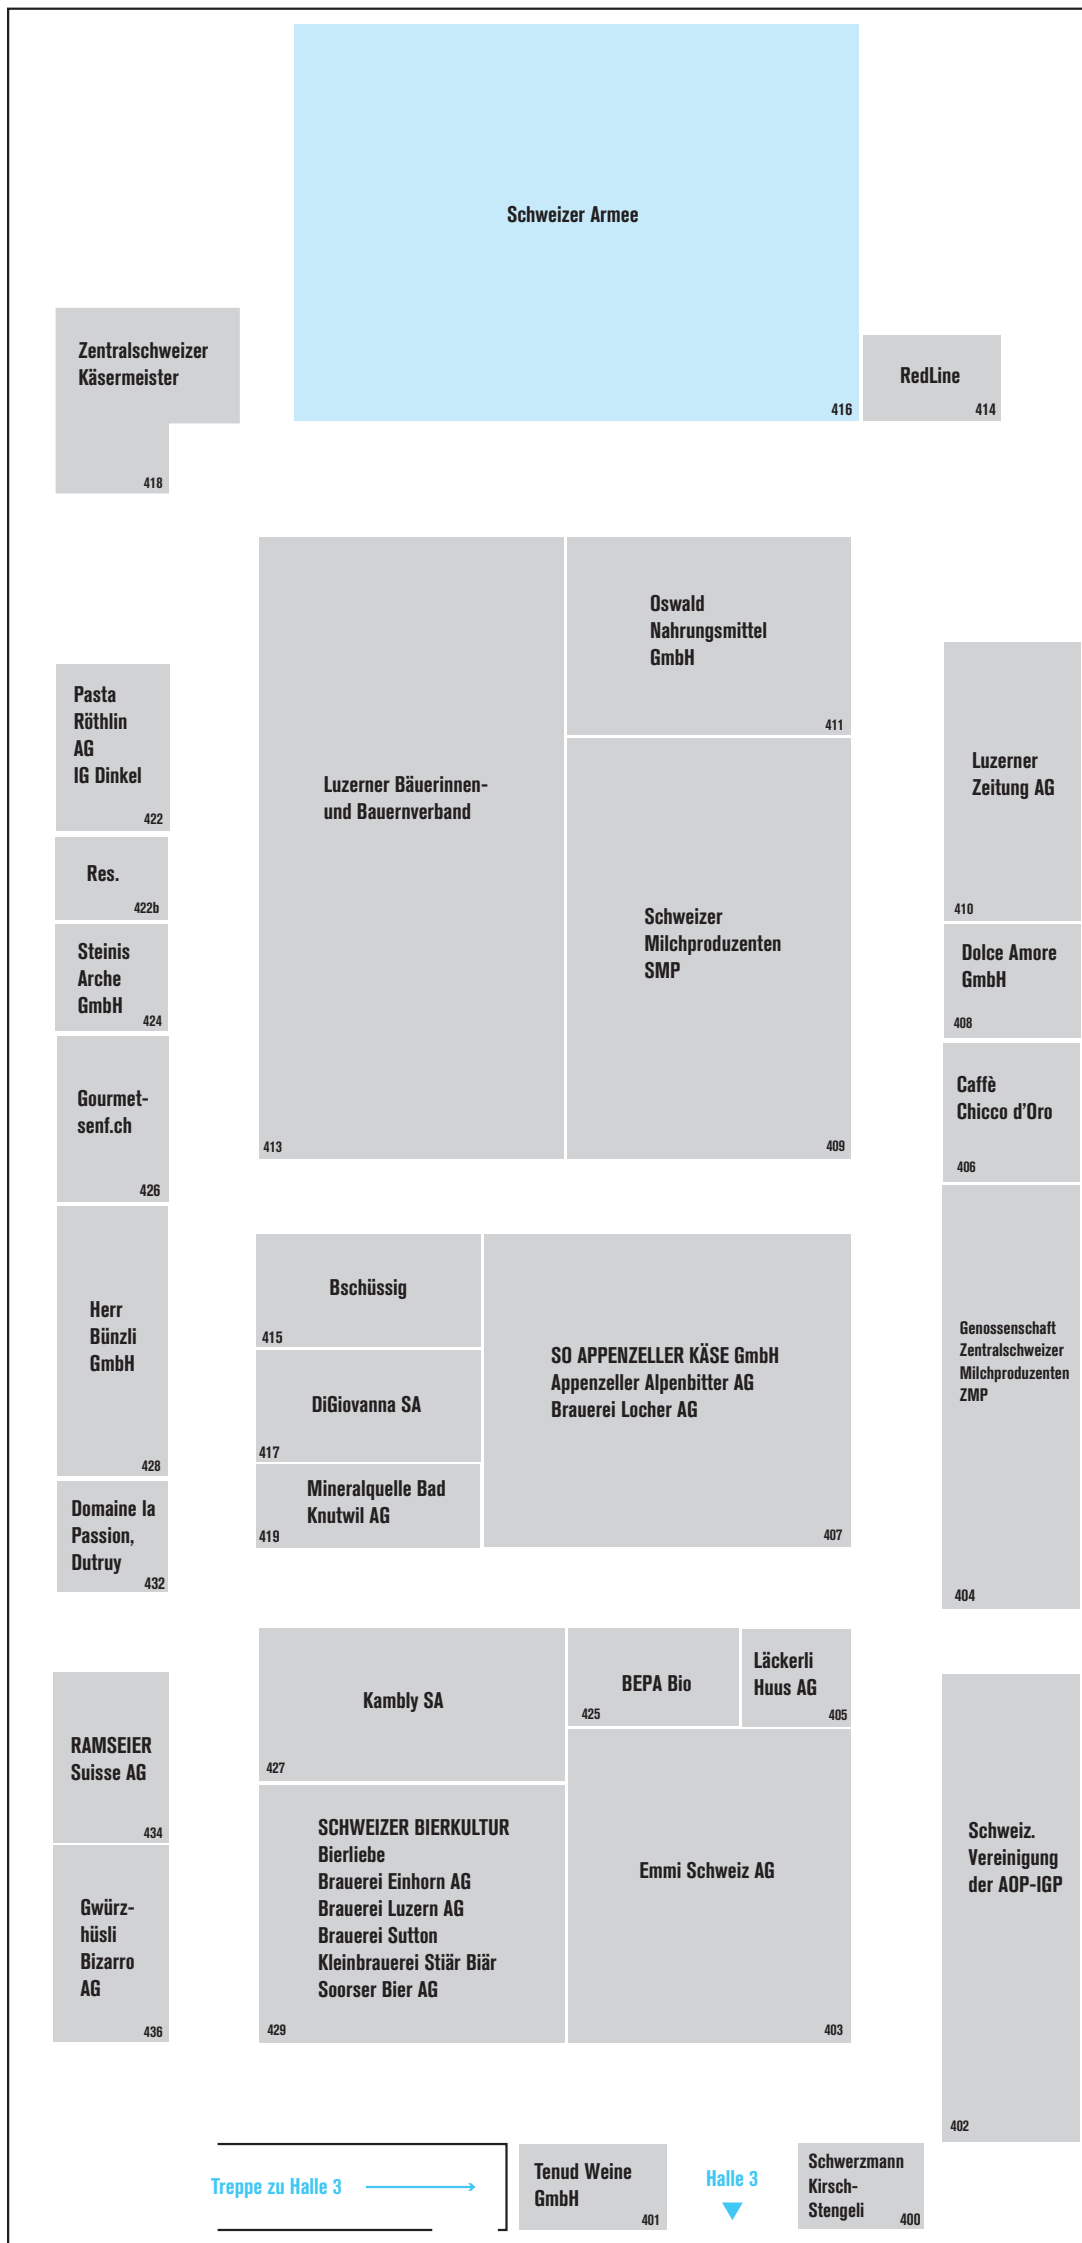 Schweizer Armee
416
RedLine
414
Zentralschweizer
Käsermeister
418
Luzerner Bäuerinnen-
und Bauernverband
413
Oswald
Nahrungsmittel
GmbH
411
Schweizer
Milchproduzenten
SMP
409
Pasta
Röthlin
AG
IG Dinkel
422
Res.
422b
Steinis
Arche
GmbH
424
Gourmet-
senf.ch
426
Herr
Bünzli
GmbH
428
Domaine la
Passion,
Dutruy
432
Luzerner
Zeitung AG
410
Dolce Amore
GmbH
408
Caffè
Chicco d’Oro
406
Genossenschaft
Zentralschweizer
Milchproduzenten
ZMP
404
Bschüssig
415
DiGiovanna SA
417
Mineralquelle Bad
Knutwil AG
419
SO APPENZELLER KÄSE GmbH
Appenzeller Alpenbitter AG
Brauerei Locher AG
407
Kambly SA
427
BEPA Bio
425
Läckerli
Huus AG
405
RAMSEIER
Suisse AG
434
Gwürz-
hüsli
Bizarro
AG
436
SCHWEIZER BIERKULTUR
Bierliebe
Brauerei Einhorn AG
Brauerei Luzern AG
Brauerei Sutton
Kleinbrauerei Stiär Biär
Soorser Bier AG
429
Emmi Schweiz AG
403
Schweiz.
Vereinigung
der AOP-IGP
402
Treppe zu Halle 3
Tenud Weine
GmbH
401
Halle 3
Schwerzmann
Kirsch-
Stengeli
400